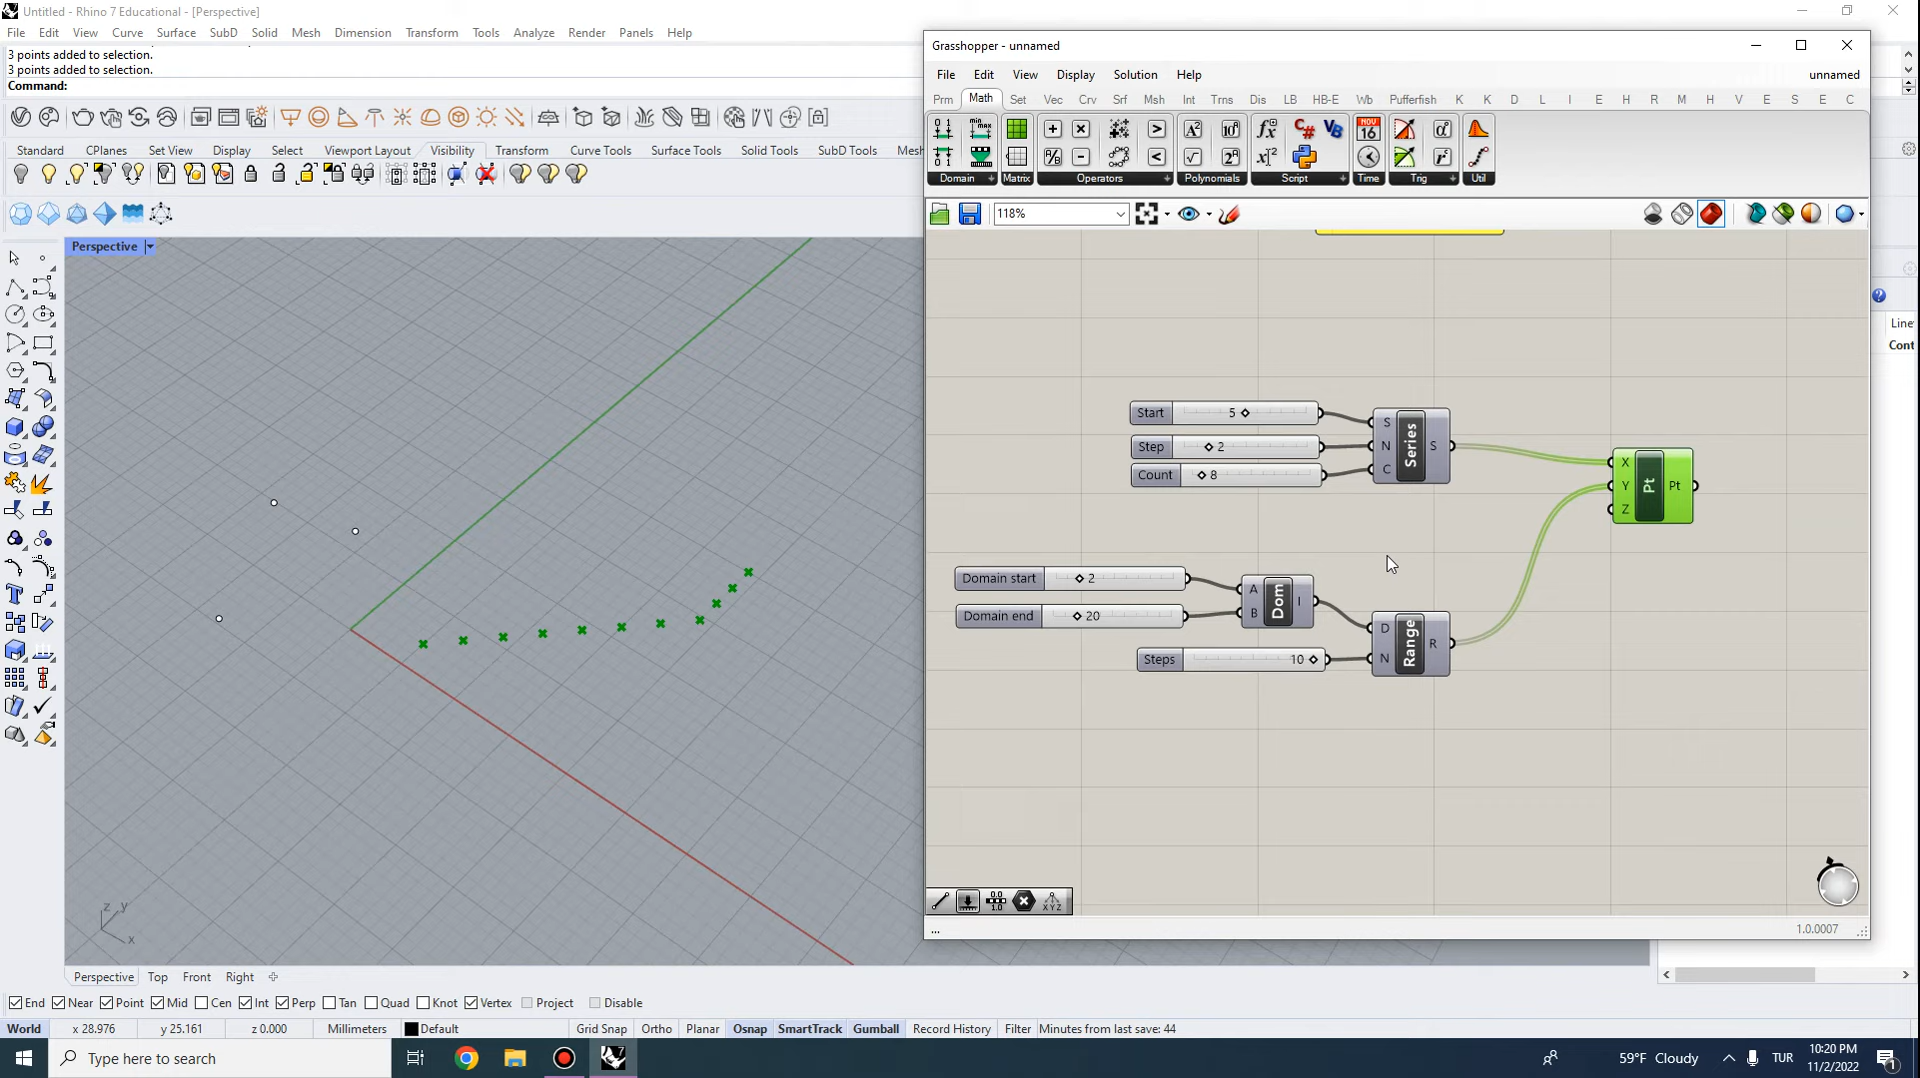 Untitled - Rhino 7 Educational - [Perspective]
File Edit View Curve Surface SubD Solid Mesh Dimension Transform Tools Analyze Render Panels Help
3 points added to selection.
3 points added to selection.
Command:
Standard CPlanes Set View Display Select Viewport Layout Visibility Transform Curve Tools Surface Tools Solid Tools SubD Tools Mesh
Perspective
z y
x
Perspective Top Front Right
Line
Cont
Grasshopper - unnamed
File Edit View Display Solution Help unnamed
Prm Math Set Vec Crv Srf Msh Int Trns Dis LB HB-E Wb Pufferfish K K D L I E H R M H V E S E C
Domain Matrix Operators Polynomials Script Time Trig Util
118%
Start 5
Step 2
Count 8
S N C Series S
X Y Z Pt Pt
Domain start 2
Domain end 20
A B Dom I
Steps 10
D N Range R
...
1.0.0007
End Near Point Mid Cen Int Perp Tan Quad Knot Vertex Project Disable
World x 28.976 y 25.161 z 0.000 Millimeters Default Grid Snap Ortho Planar Osnap SmartTrack Gumball Record History Filter Minutes from last save: 44
Type here to search
59°F Cloudy TUR 10:20 PM
11/2/2022
1